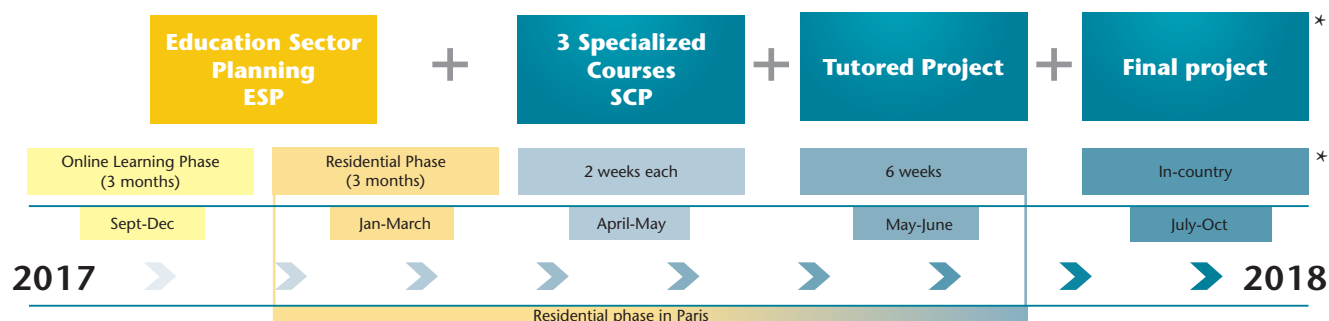 Education Sector
Planning
ESP
+
3 Specialized
Courses
SCP
+
Tutored Project
+
Final project
*
Online Learning Phase
(3 months)
Residential Phase
(3 months)
2 weeks each
6 weeks
In-country
*
Sept-Dec
Jan-March
April-May
May-June
July-Oct
2017
2018
Residential phase in Paris